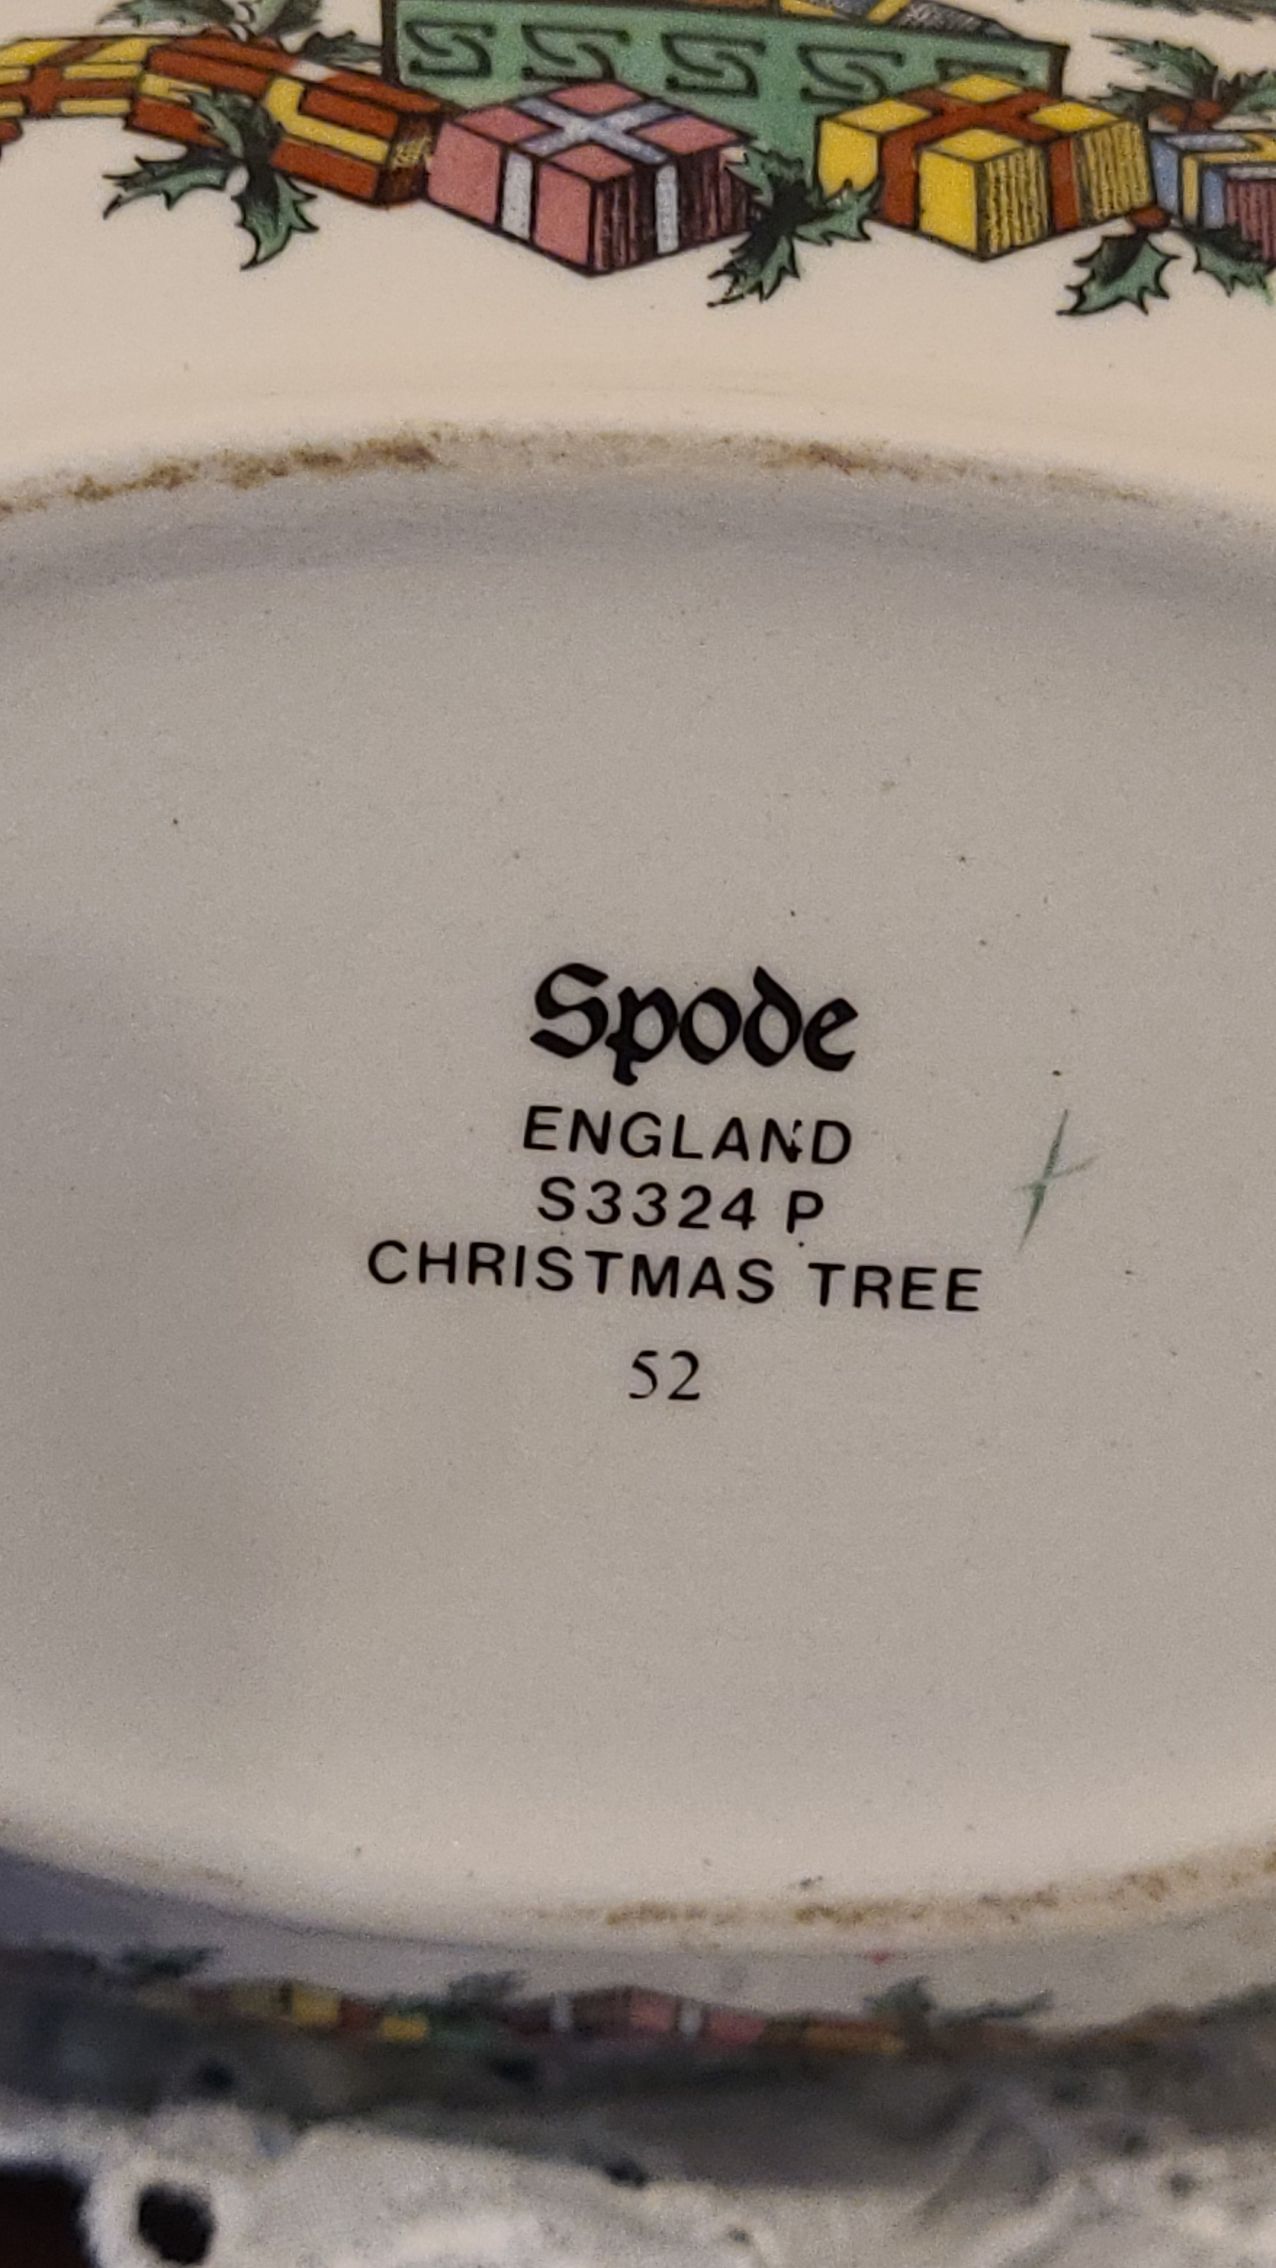 Spode
ENGLAND
S3324 P
CHRISTMAS TREE
52